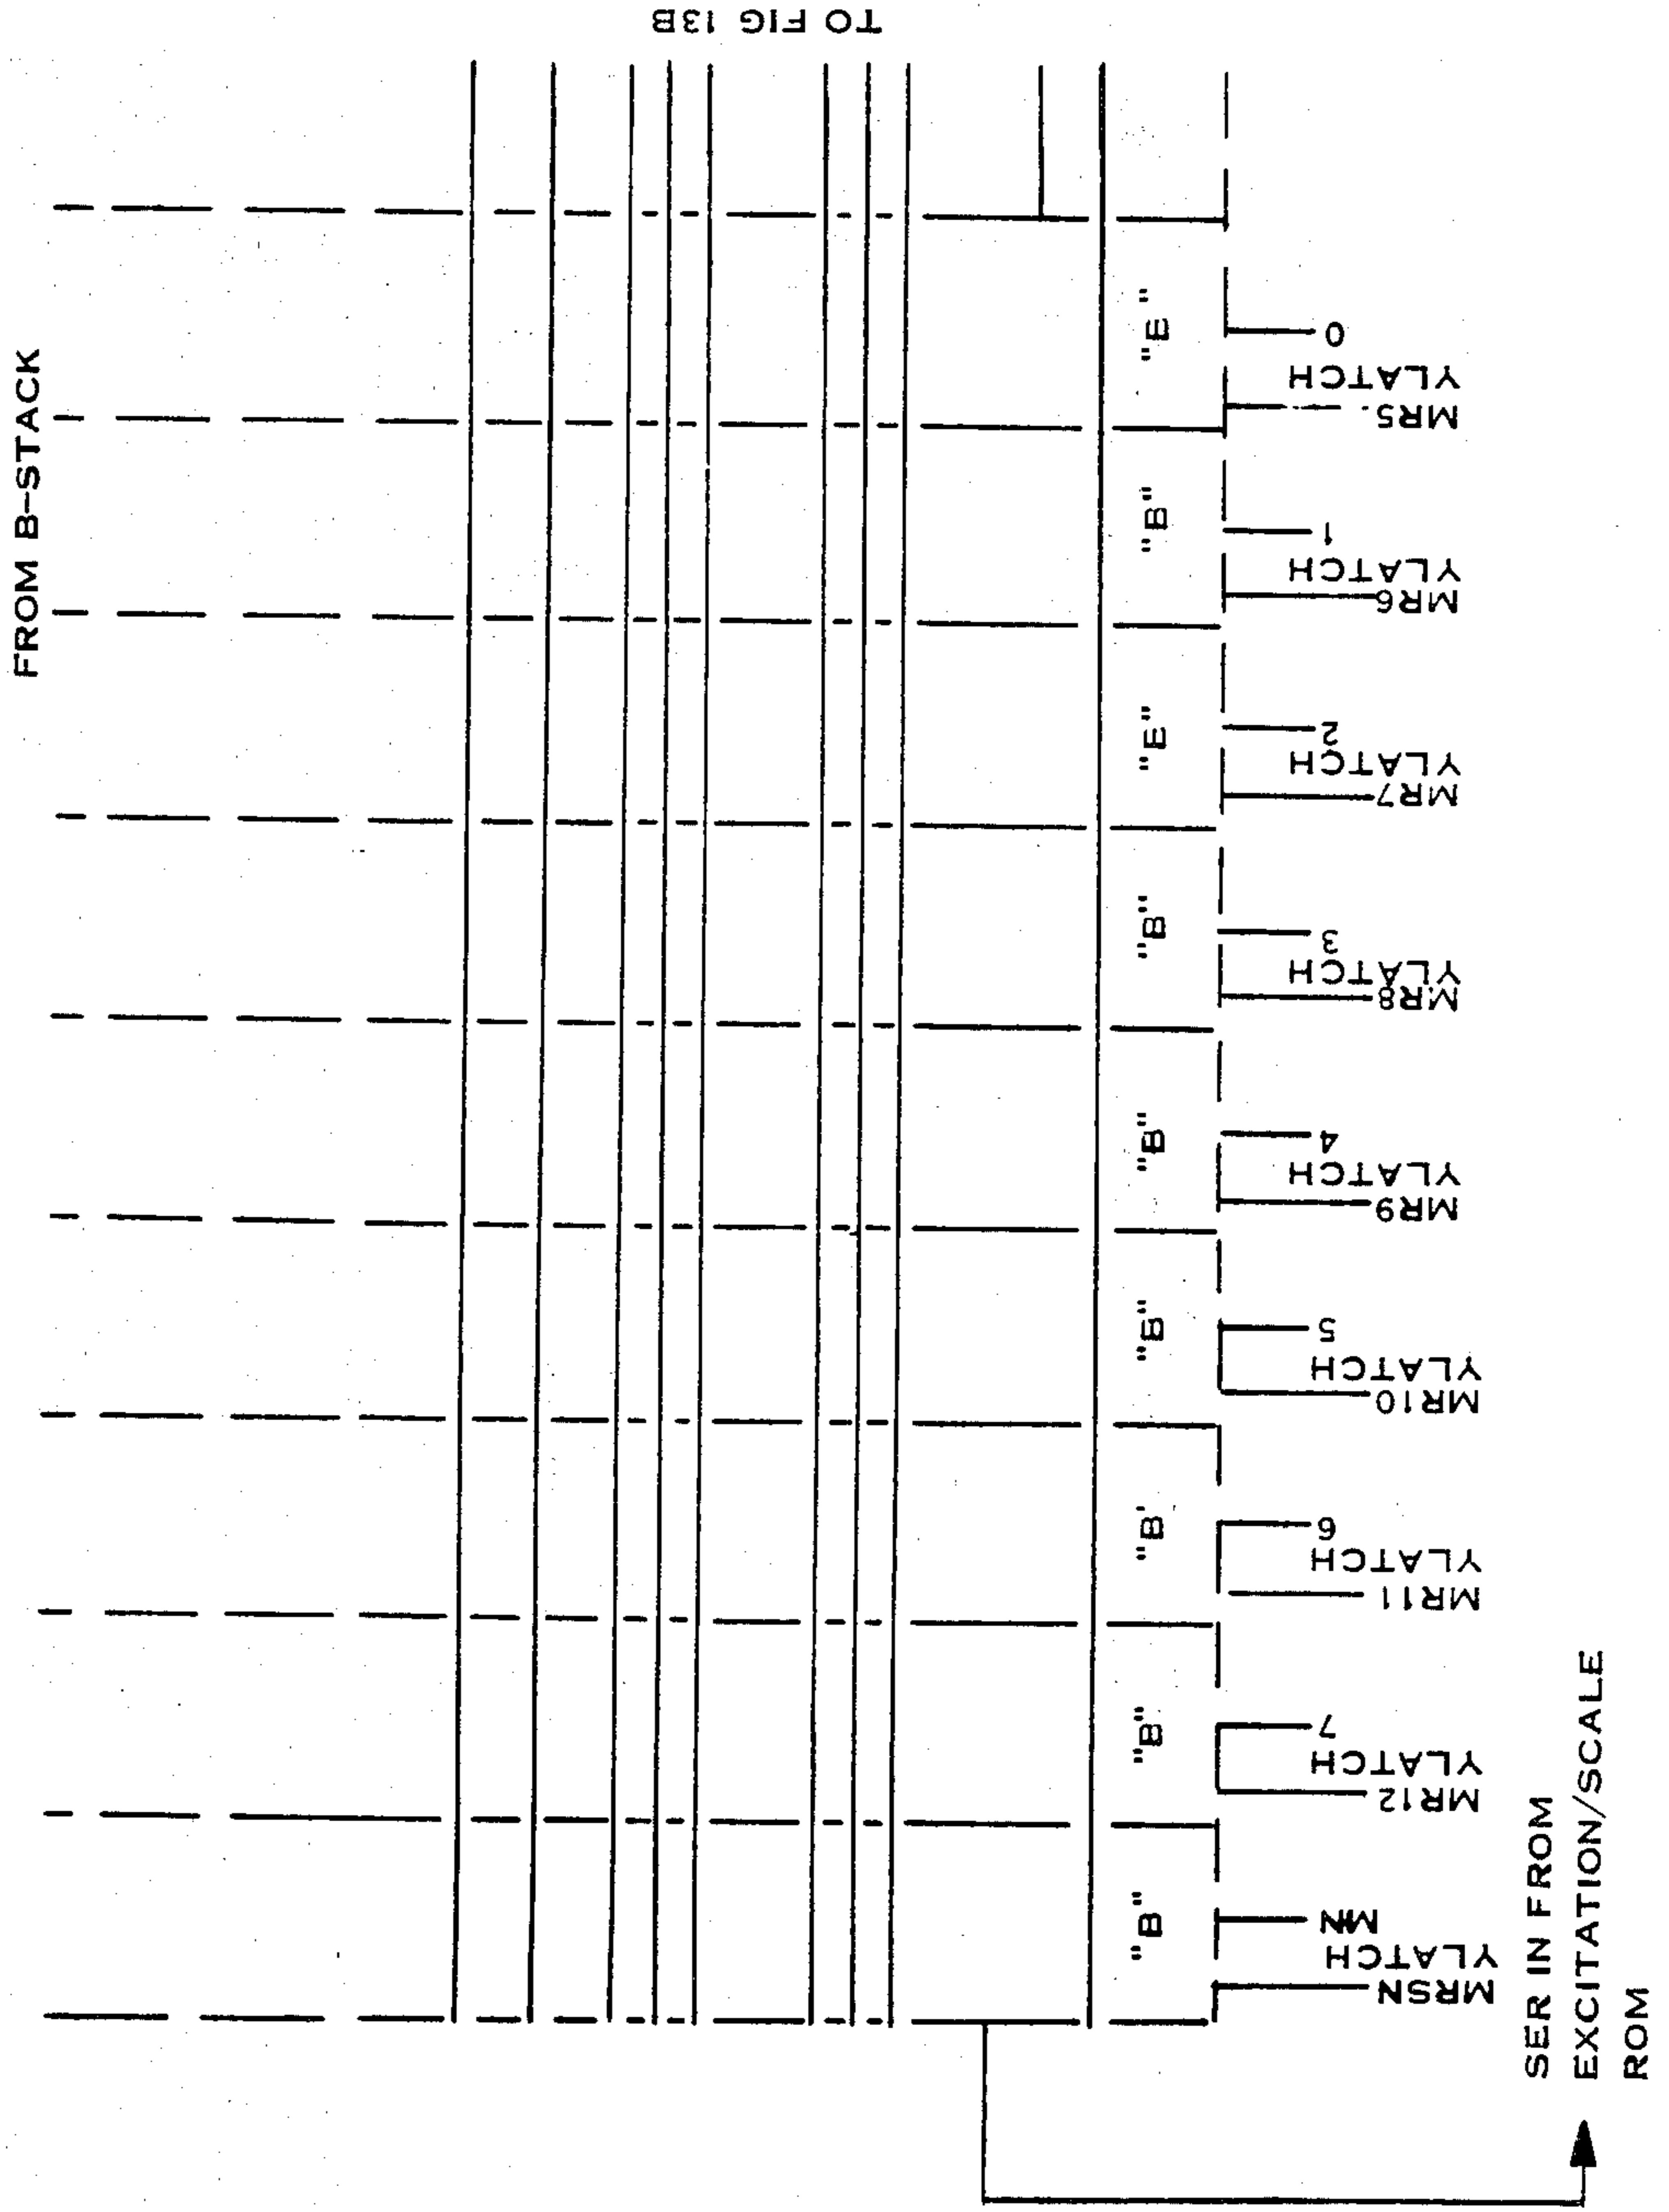 FROM B-STACK
TO FIG 13B
"E"
0
YLATCH
MR5
"B"
1
YLATCH
MR6
"E"
2
YLATCH
MR7
"B"
3
YLATCH
MR8
"B"
4
YLATCH
MR9
"B"
5
YLATCH
MR10
"B'
6
YLATCH
MR11
"B"
7
YLATCH
MR12
"B"
MN
YLATCH
MRSN
SER IN FROM
EXCITATION/SCALE
ROM